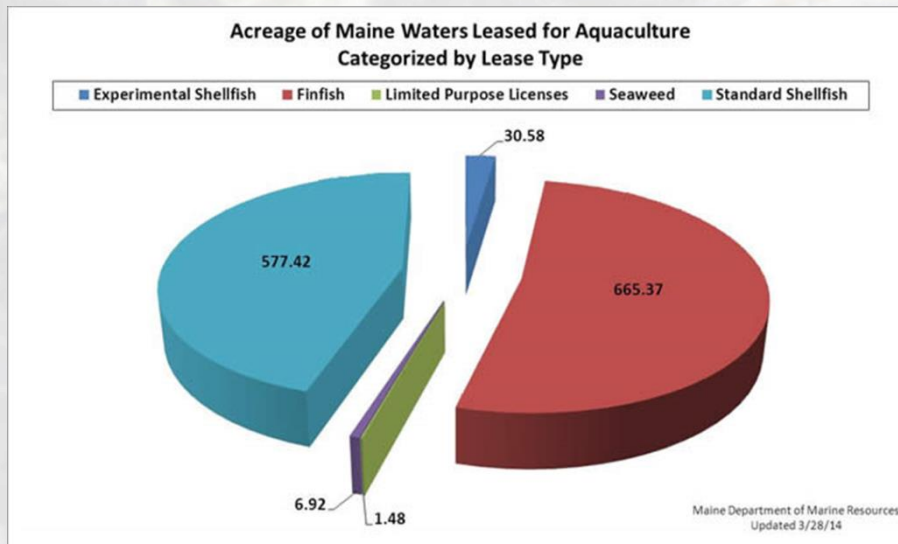 Acreage of Maine Waters Leased for Aquaculture
Categorized by Lease Type
Experimental Shellfish Finfish Limited Purpose Licenses Seaweed Standard Shellfish
30.58
577.42
665.37
6.92
1.48
Maine Department of Marine Resources
Updated 3/28/14